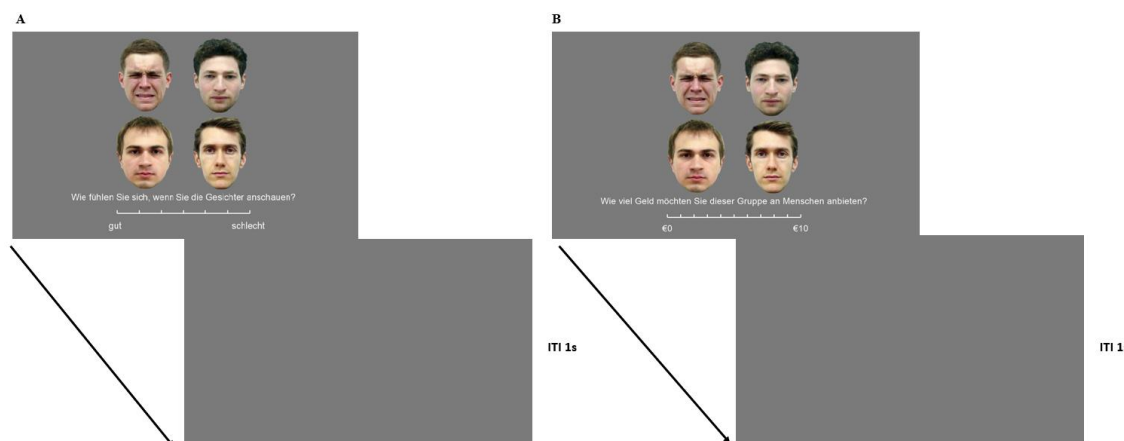 A
Wie fühlen Sie sich, wenn Sie die Gesichter anschauen?
gut schlecht
ITI 1s
B
Wie viel Geld möchten Sie dieser Gruppe an Menschen anbieten?
€0 €10
ITI 1